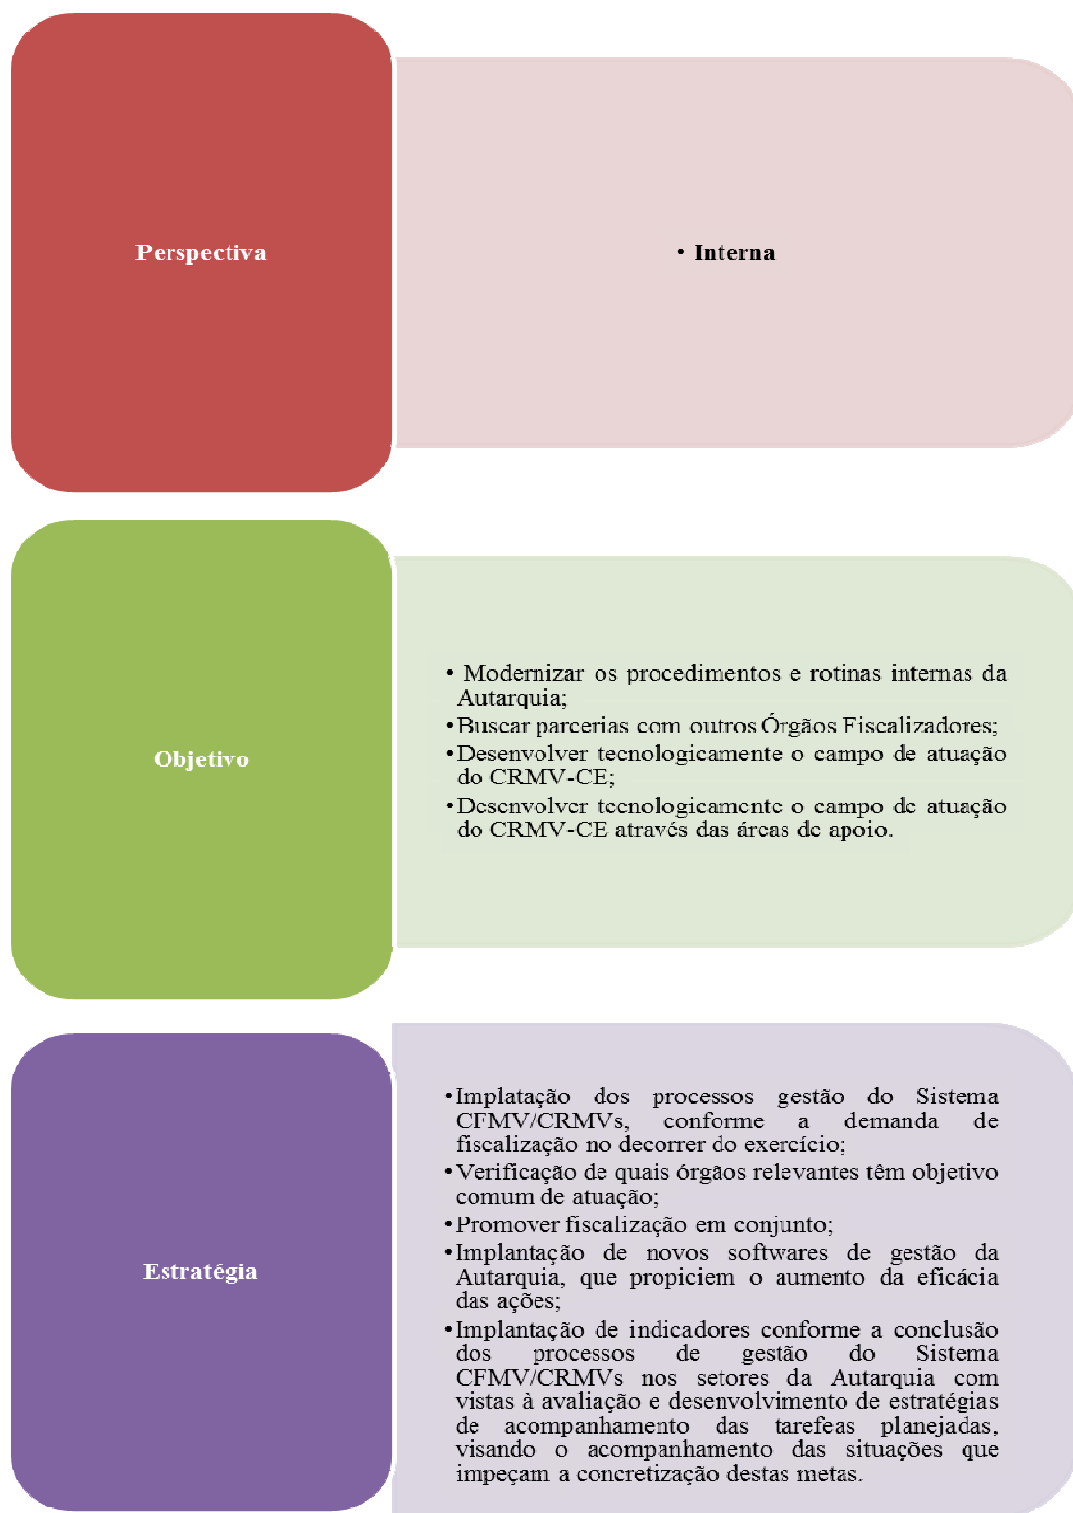 Perspectiva
• Interna
Objetivo
• Modernizar os procedimentos e rotinas internas da
Autarquia;
•Buscar parcerias com outros Órgãos Fiscalizadores;
•Desenvolver tecnologicamente o campo de atuação
do CRMV-CE;
•Desenvolver tecnologicamente o campo de atuação
do CRMV-CE através das áreas de apoio.
Estratégia
•Implatação dos processos gestão do Sistema
CFMV/CRMVs, conforme a demanda de
fiscalização no decorrer do exercício;
•Verificação de quais órgãos relevantes têm objetivo
comum de atuação;
•Promover fiscalização em conjunto;
•Implantação de novos softwares de gestão da
Autarquia, que propiciem o aumento da eficácia
das ações;
•Implantação de indicadores conforme a conclusão
dos processos de gestão do Sistema
CFMV/CRMVs nos setores da Autarquia com
vistas à avaliação e desenvolvimento de estratégias
de acompanhamento das tarefeas planejadas,
visando o acompanhamento das situações que
impeçam a concretização destas metas.